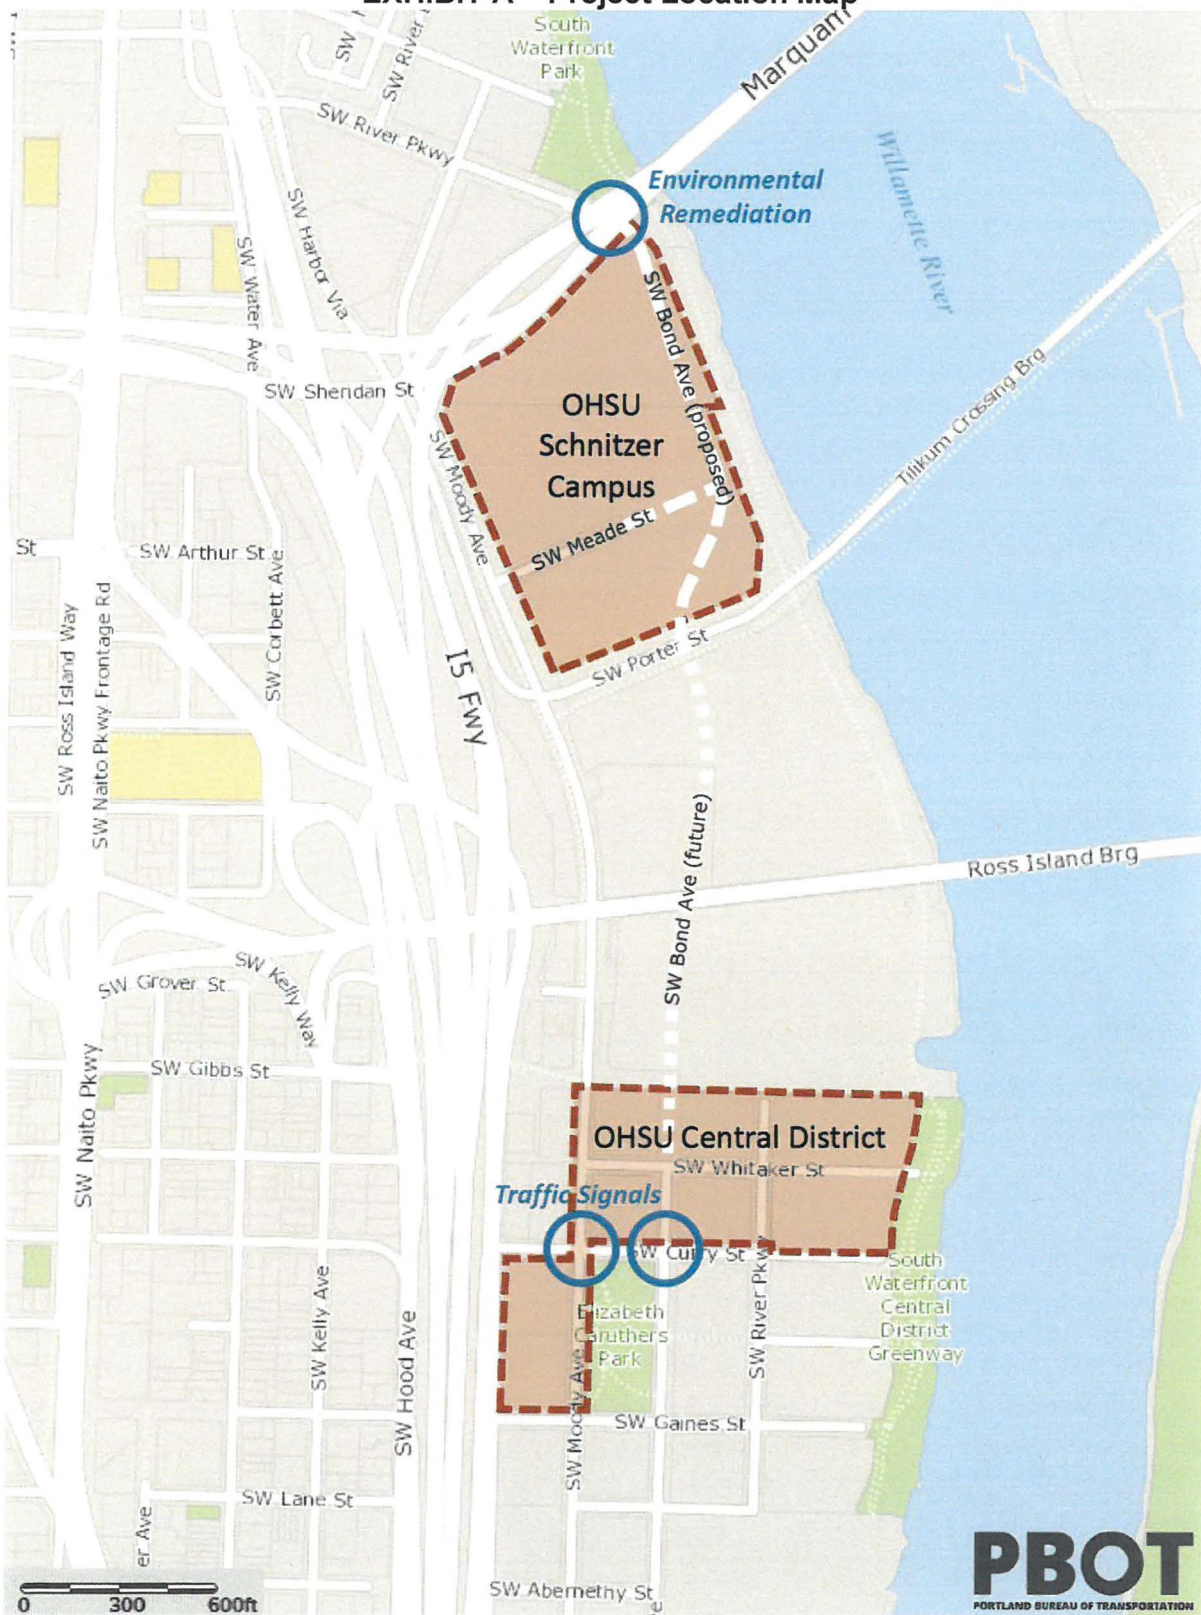 South
Waterfront
Park
Marquam
SW River Pkwy
Willamette River
Environmental
Remediation
SW Harbor Via
SW Water Ave
SW Bond Ave (proposed)
SW Sheridan St
OHSU
Schnitzer
Campus
Tilikum Crossing Brg
SW Moody Ave
SW Meade St
St
SW Arthur St
SW Corbett Ave
SW Ross Island Way
SW Naito Pkwy Frontage Rd
I5 Fwy
SW Porter St
SW Bond Ave (future)
Ross Island Brg
SW Grover St
SW Kelly Way
SW Gibbs St
SW Naito Pkwy
OHSU Central District
SW Whitaker St
Traffic Signals
SW Curry St
South
Waterfront
Central
District
Greenway
Elizabeth
Caruthers
Park
SW River Pkwy
SW Kelly Ave
SW Hood Ave
SW Moody Ave
SW Gaines St
SW Lane St
er Ave
SW Abernethy St
0 300 600ft
PBOT
PORTLAND BUREAU OF TRANSPORTATION